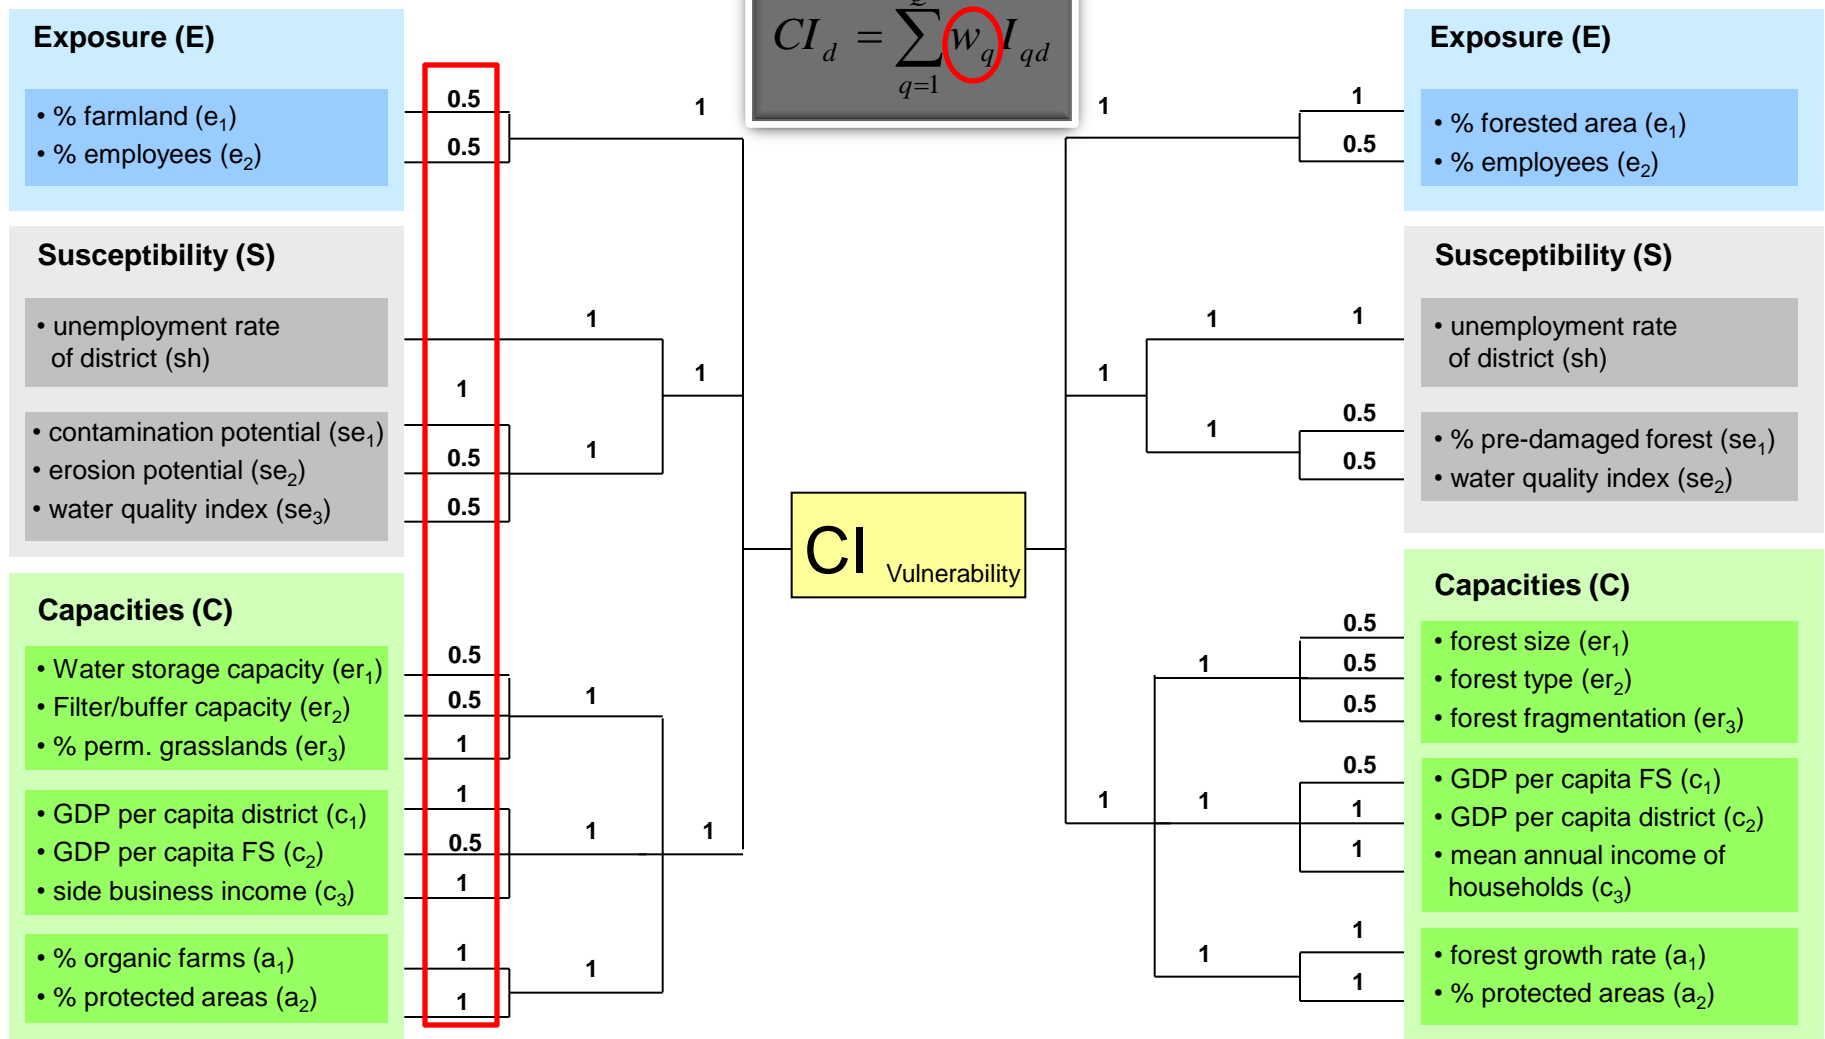 Q
CI_d = ∑ w_q I_qd
q=1
Exposure (E)
• % farmland (e₁)
• % employees (e₂)
Susceptibility (S)
• unemployment rate
of district (sh)
• contamination potential (se₁)
• erosion potential (se₂)
• water quality index (se₃)
Capacities (C)
• Water storage capacity (er₁)
• Filter/buffer capacity (er₂)
• % perm. grasslands (er₃)
• GDP per capita district (c₁)
• GDP per capita FS (c₂)
• side business income (c₃)
• % organic farms (a₁)
• % protected areas (a₂)
0.5
0.5
1
0.5
0.5
0.5
0.5
1
1
0.5
1
1
1
1
1
1
1
1
1
1
1
CI Vulnerability
1
1
1
1
1
1
1
1
1
0.5
1
0.5
0.5
0.5
0.5
0.5
0.5
1
1
1
1
Exposure (E)
• % forested area (e₁)
• % employees (e₂)
Susceptibility (S)
• unemployment rate
of district (sh)
• % pre-damaged forest (se₁)
• water quality index (se₂)
Capacities (C)
• forest size (er₁)
• forest type (er₂)
• forest fragmentation (er₃)
• GDP per capita FS (c₁)
• GDP per capita district (c₂)
• mean annual income of
households (c₃)
• forest growth rate (a₁)
• % protected areas (a₂)